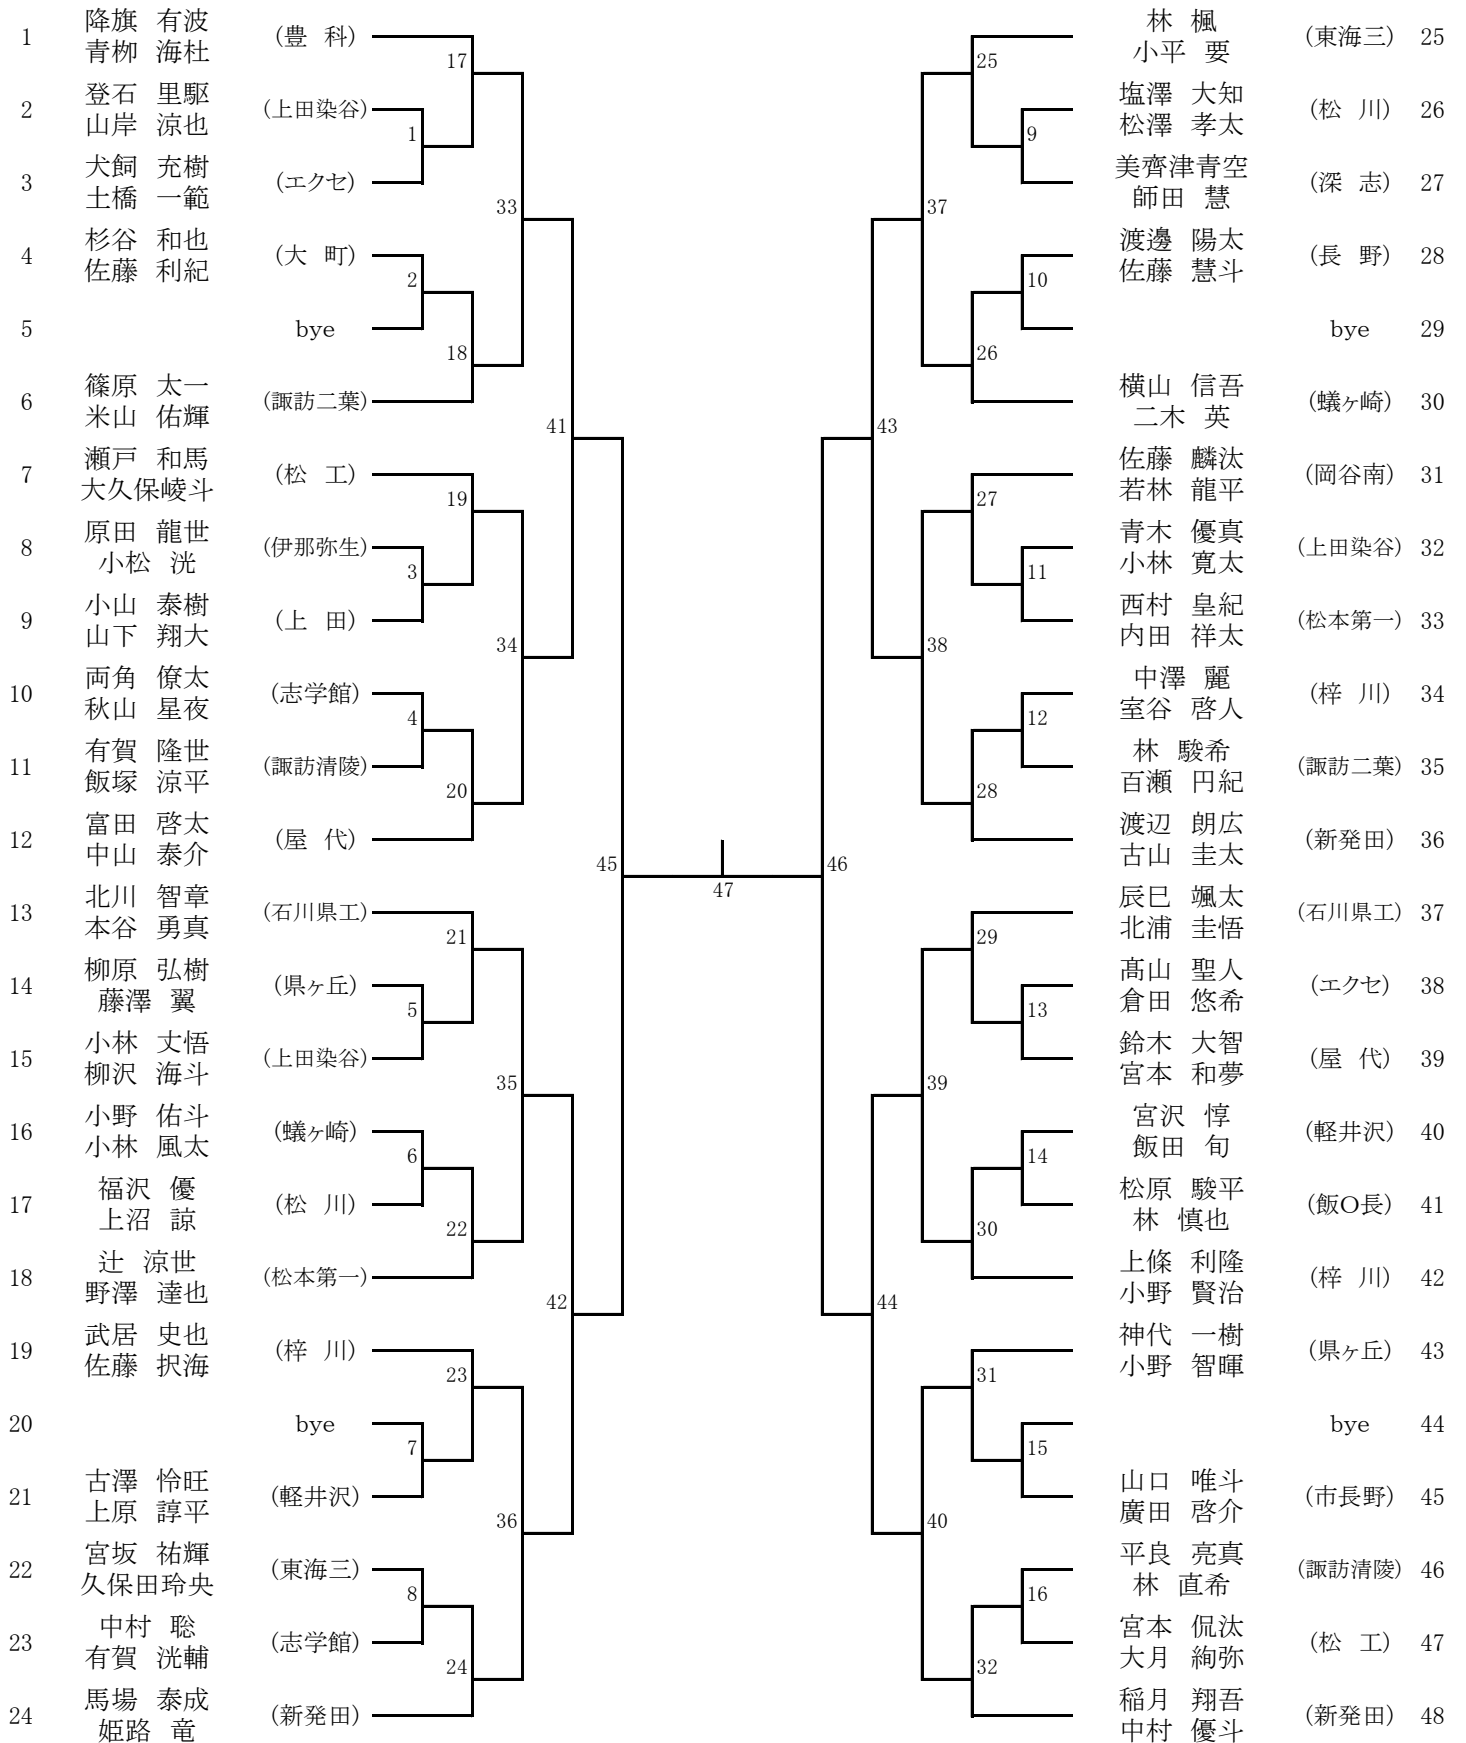 1 降旗 有波 (豊 科)
青栁 海杜
2 登石 里駆 (上田染谷)
山岸 涼也
3 犬飼 充樹 (エクセ)
土橋 一範
4 杉谷 和也 (大 町)
佐藤 利紀
5 bye
6 篠原 太一 (諏訪二葉)
米山 佑輝
7 瀬戸 和馬 (松 工)
大久保崚斗
8 原田 龍世 (伊那弥生)
小松 洸
9 小山 泰樹 (上 田)
山下 翔大
10 両角 僚太 (志学館)
秋山 星夜
11 有賀 隆世 (諏訪清陵)
飯塚 涼平
12 富田 啓太 (屋 代)
中山 泰介
13 北川 智章 (石川県工)
本谷 勇真
14 柳原 弘樹 (県ヶ丘)
藤澤 翼
15 小林 丈悟 (上田染谷)
柳沢 海斗
16 小野 佑斗 (蟻ヶ崎)
小林 風太
17 福沢 優 (松 川)
上沼 諒
18 辻 涼世 (松本第一)
野澤 達也
19 武居 史也 (梓 川)
佐藤 択海
20 bye
21 古澤 怜旺 (軽井沢)
上原 諄平
22 宮坂 祐輝 (東海三)
久保田玲央
23 中村 聡 (志学館)
有賀 洸輔
24 馬場 泰成 (新発田)
姫路 竜
17
1
33
2
18
41
19
3
34
4
20
45
21
5
35
6
22
42
23
7
36
8
24
47
25
9
37
10
26
43
27
11
38
12
28
46
29
13
39
14
30
44
31
15
40
16
32
林 楓 (東海三) 25
小平 要
塩澤 大知 (松 川) 26
松澤 孝太
美齊津青空 (深 志) 27
師田 慧
渡邊 陽太 (長 野) 28
佐藤 慧斗
bye 29
横山 信吾 (蟻ヶ崎) 30
二木 英
佐藤 麟汰 (岡谷南) 31
若林 龍平
青木 優真 (上田染谷) 32
小林 寛太
西村 皇紀 (松本第一) 33
内田 祥太
中澤 麗 (梓 川) 34
室谷 啓人
林 駿希 (諏訪二葉) 35
百瀬 円紀
渡辺 朗広 (新発田) 36
古山 圭太
辰巳 颯太 (石川県工) 37
北浦 圭悟
髙山 聖人 (エクセ) 38
倉田 悠希
鈴木 大智 (屋 代) 39
宮本 和夢
宮沢 惇 (軽井沢) 40
飯田 旬
松原 駿平 (飯O長) 41
林 慎也
上條 利隆 (梓 川) 42
小野 賢治
神代 一樹 (県ヶ丘) 43
小野 智暉
bye 44
山口 唯斗 (市長野) 45
廣田 啓介
平良 亮真 (諏訪清陵) 46
林 直希
宮本 侃汰 (松 工) 47
大月 絢弥
稲月 翔吾 (新発田) 48
中村 優斗